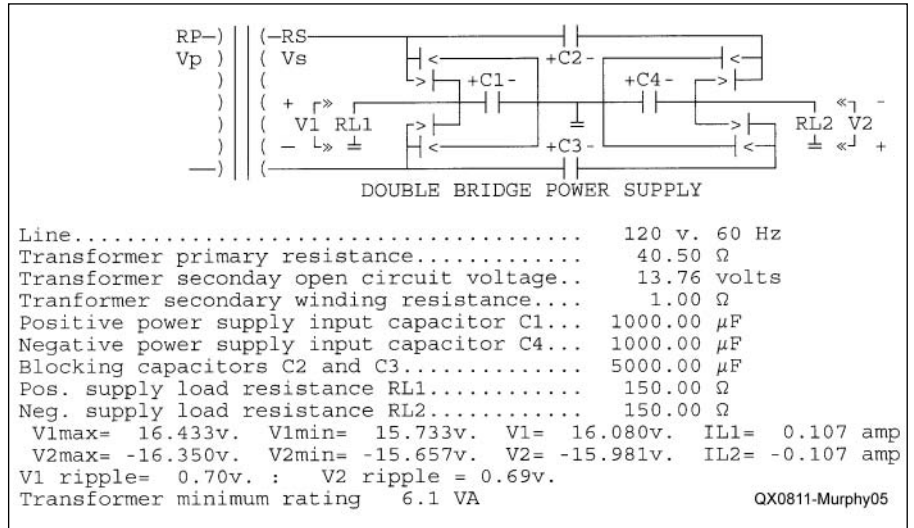 RP—) (—RS
Vp ) ( Vs +C2-
+C1- +C4-
+ -
V1 RL1 RL2 V2
— +C3- +
DOUBLE BRIDGE POWER SUPPLY
Line....................................... 120 v. 60 Hz
Transformer primary resistance............. 40.50 Ω
Transformer seconday open circuit voltage.. 13.76 volts
Tranformer secondary winding resistance.... 1.00 Ω
Positive power supply input capacitor C1... 1000.00 μF
Negative power supply input capacitor C4... 1000.00 μF
Blocking capacitors C2 and C3.............. 5000.00 μF
Pos. supply load resistance RL1............ 150.00 Ω
Neg. supply load resistance RL2............ 150.00 Ω
V1max= 16.433v. V1min= 15.733v. V1= 16.080v. IL1= 0.107 amp
V2max= -16.350v. V2min= -15.657v. V2= -15.981v. IL2= -0.107 amp
V1 ripple= 0.70v. : V2 ripple = 0.69v.
Transformer minimum rating 6.1 VA
QX0811-Murphy05